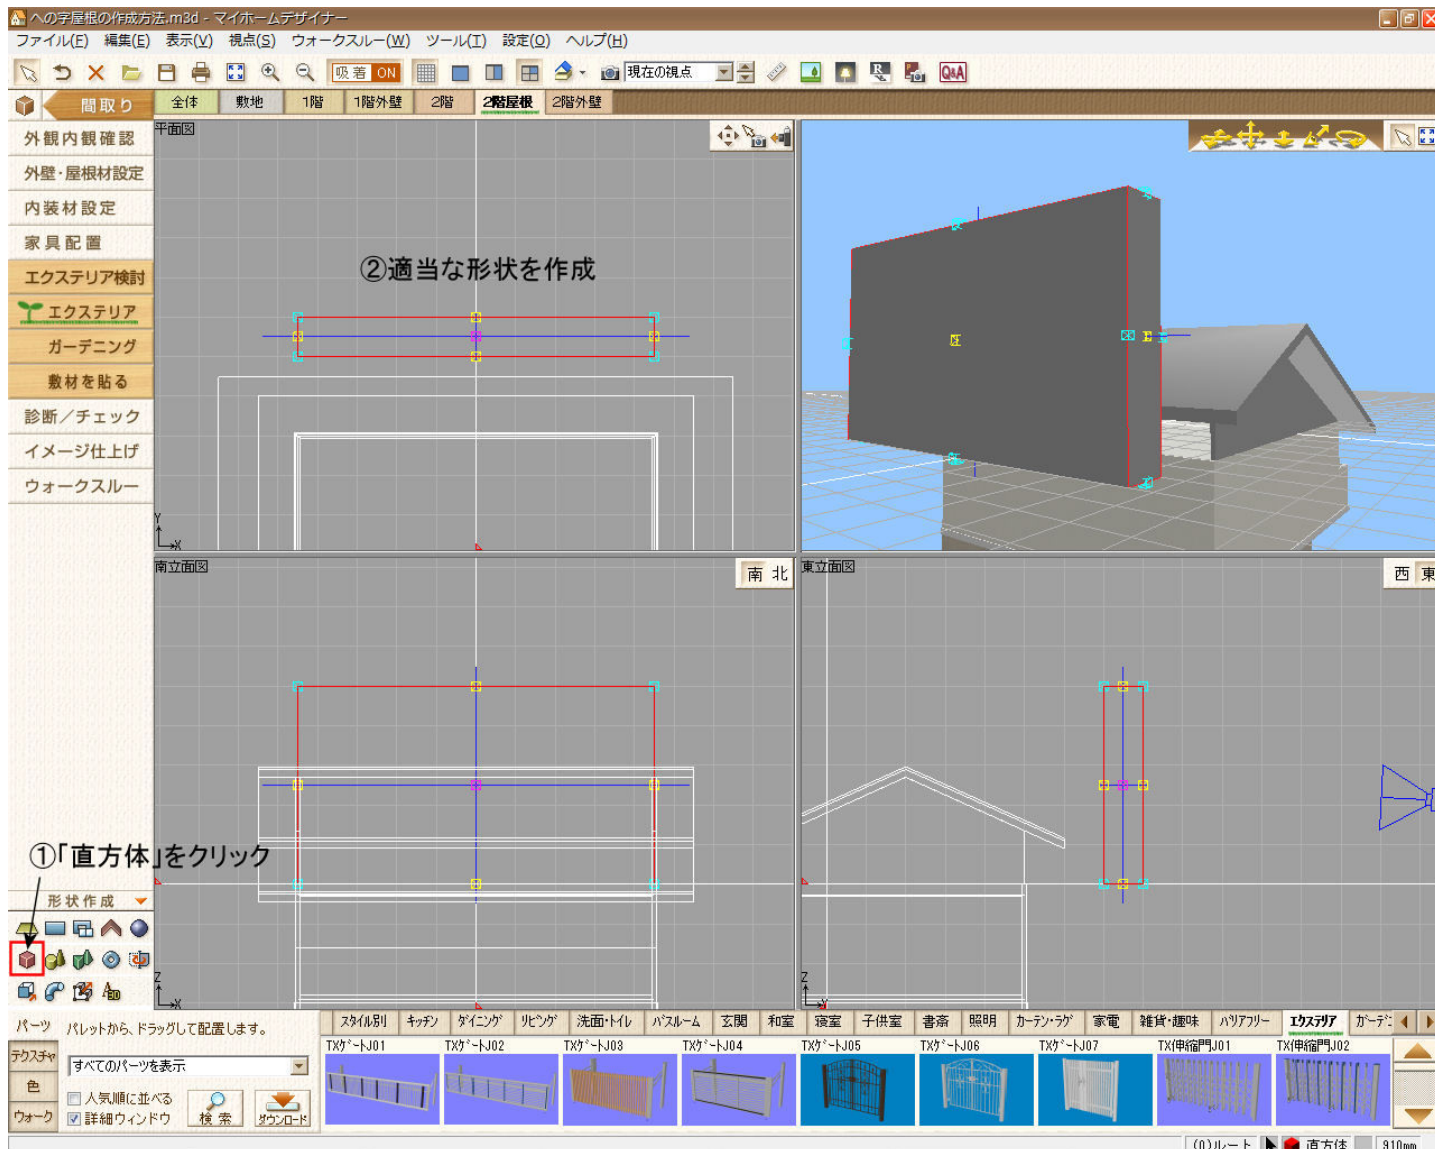 への字屋根の作成方法.m3d - マイホームデザイナー
ファイル(F) 編集(E) 表示(V) 視点(S) ウォークスルー(W) ツール(T) 設定(O) ヘルプ(H)
吸着 ON 現在の視点 R Q&A
間取り 全体 敷地 1階 1階外壁 2階 2階屋根 2階外壁
外観内観確認
外壁・屋根材設定
内装材設定
家具配置
エクステリア検討
エクステリア
ガーデニング
敷材を貼る
診断／チェック
イメージ仕上げ
ウォークスルー
平面図
②適当な形状を作成
Y
X
南立面図
南 北
東立面図
西 東
①「直方体」をクリック
形状作成
Z
X
Z
Y
パーツ
テクスチャ
色
ウォーク
パレットから、ドラッグして配置します。
すべてのパーツを表示
人気順に並べる
詳細ウィンドウ
検索
ダウンロード
スタイル別 キッチン ダイニング リビング 洗面・トイレ バスルーム 玄関 和室 寝室 子供室 書斎 照明 カーテン・ラグ 家電 雑貨・趣味 バリアフリー エクステリア ガーデニ
TXゲートJ01 TXゲートJ02 TXゲートJ03 TXゲートJ04 TXゲートJ05 TXゲートJ06 TXゲートJ07 TX伸縮門J01 TX伸縮門J02
(0)ルート 直方体 910mm